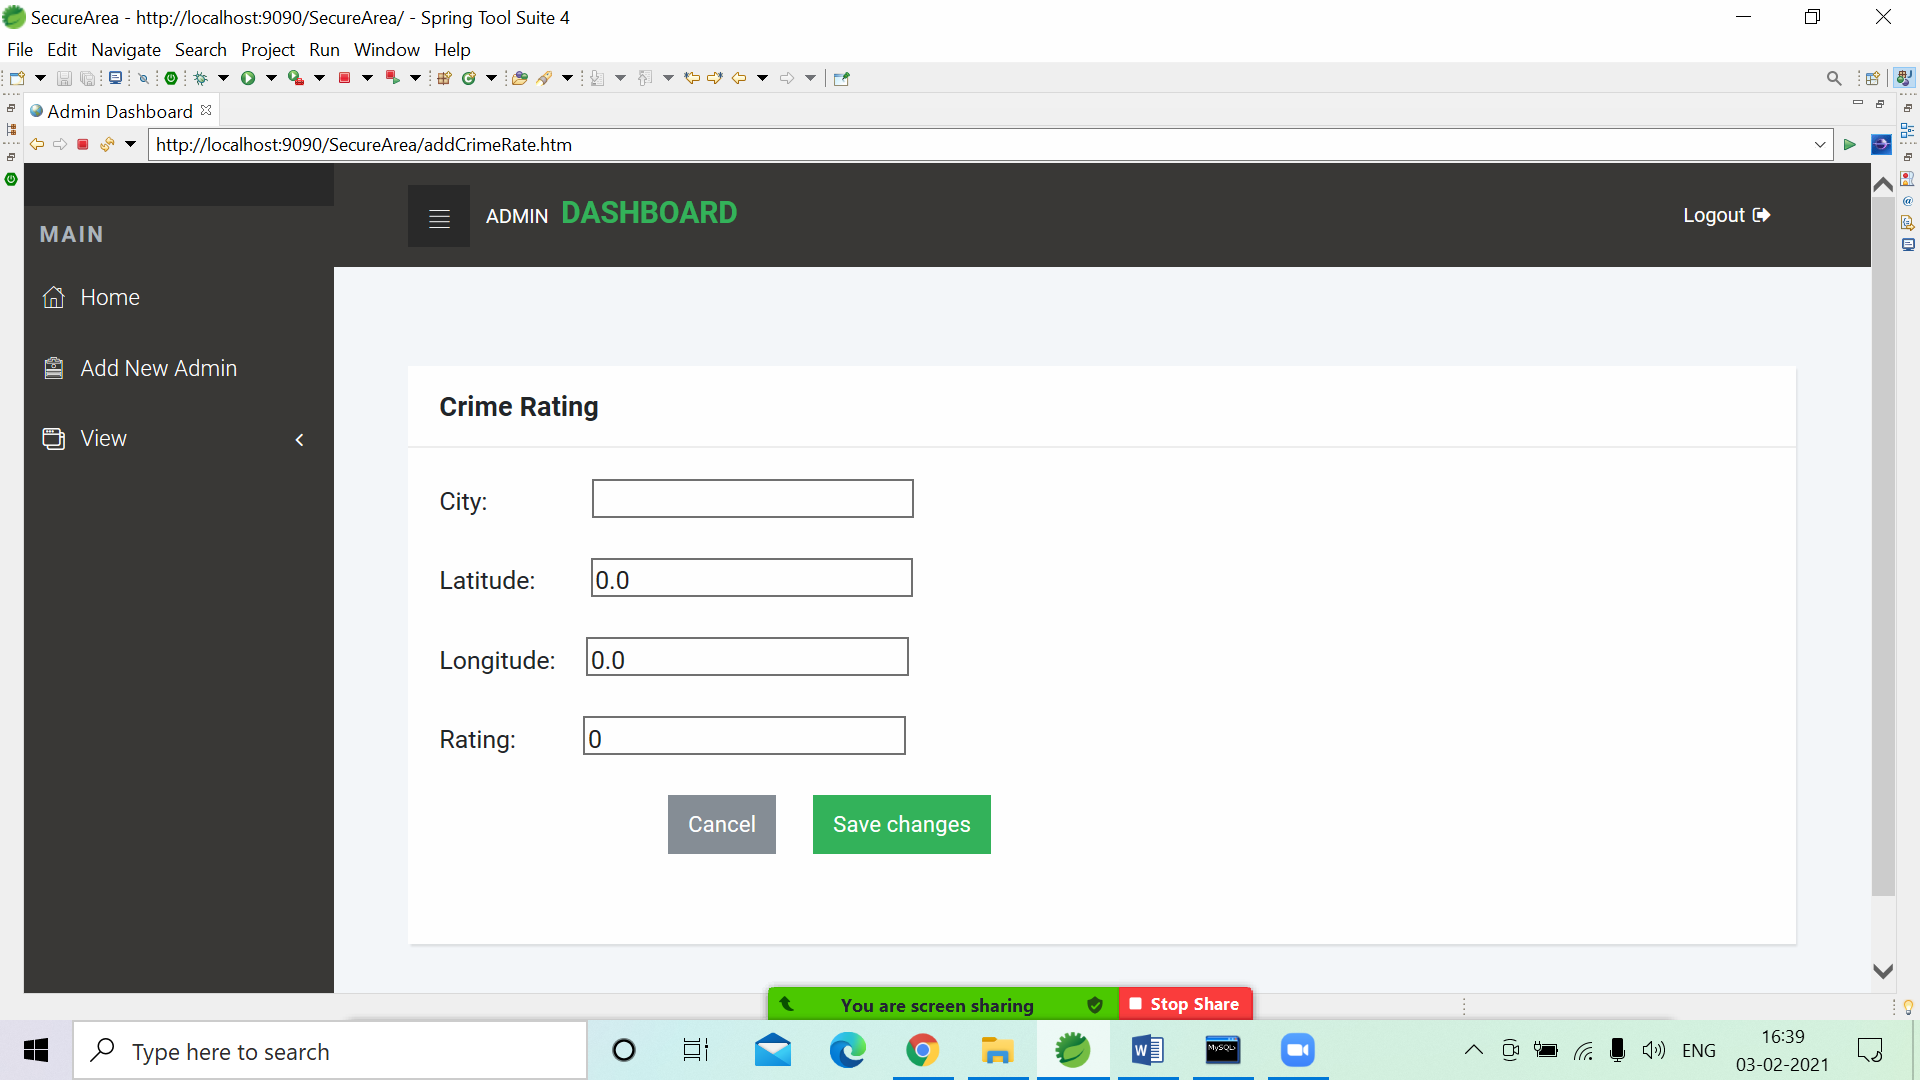 SecureArea - http://localhost:9090/SecureArea/ - Spring Tool Suite 4
File Edit Navigate Search Project Run Window Help
Admin Dashboard
http://localhost:9090/SecureArea/addCrimeRate.htm
MAIN
ADMIN DASHBOARD
Logout
Home
Add New Admin
View
Crime Rating
City:
Latitude: 0.0
Longitude: 0.0
Rating: 0
Cancel Save changes
You are screen sharing Stop Share
Type here to search
MySQL
ENG
16:39
03-02-2021